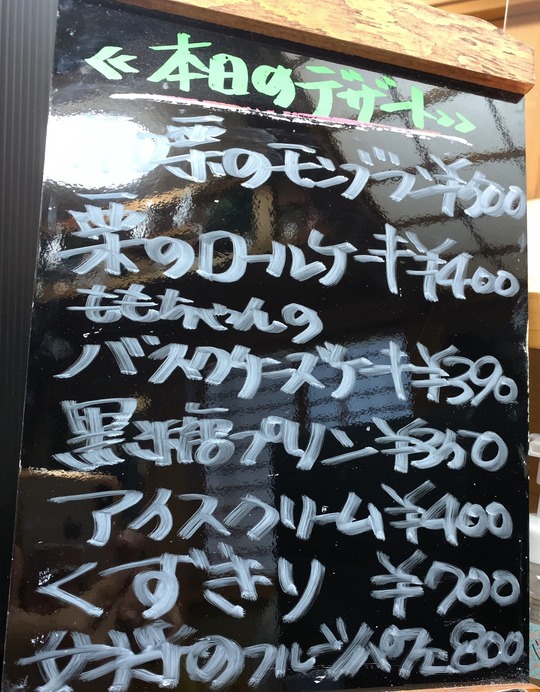 ≪本日のデザート≫
栗のモンブラン¥500
栗のロールケーキ¥400
ももちゃんの
バスクチーズケーキ¥390
黒糖プリン¥350
アイスクリーム¥400
くずきり ¥700
のフルーツパフェ800